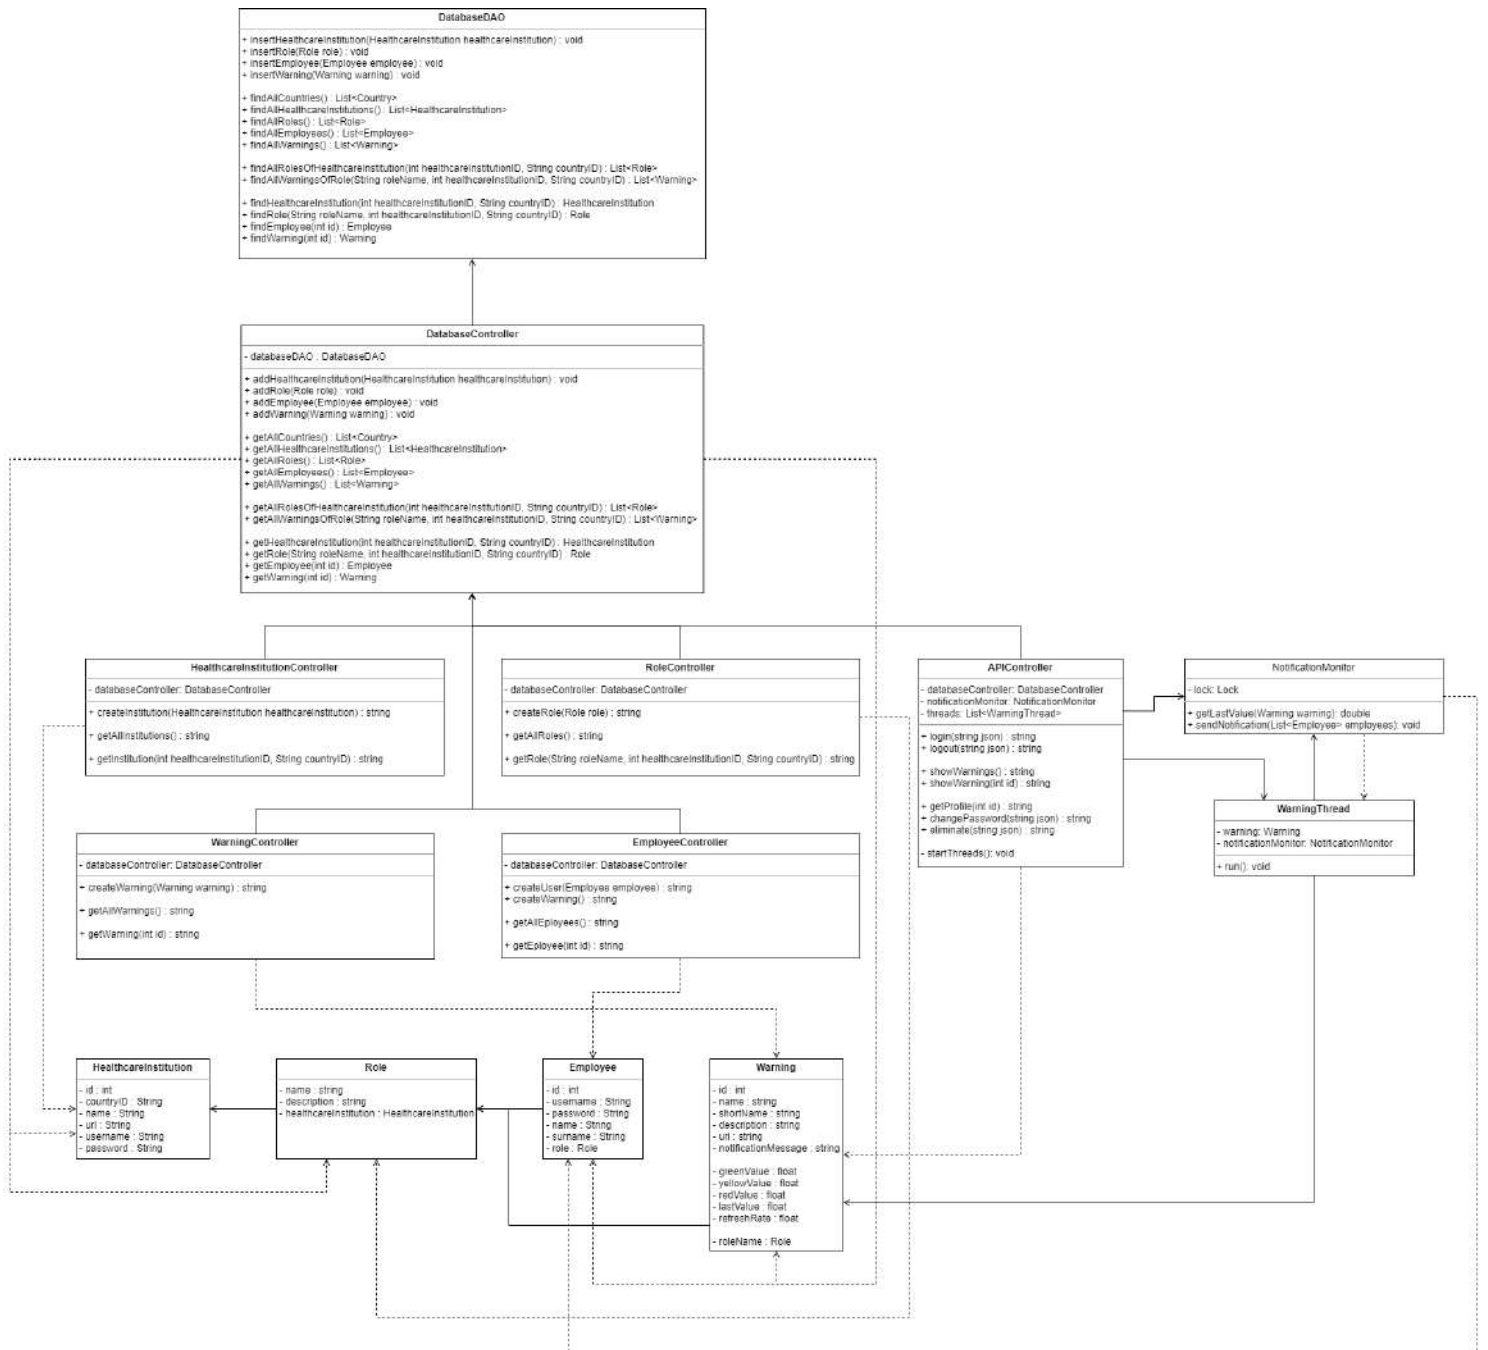 DatabaseDAO
+ insertHealthcareInstitution(HealthcareInstitution healthcareInstitution) : void
+ insertRole(Role role) : void
+ insertEmployee(Employee employee) : void
+ insertWarning(Warning warning) : void
+ findAllCountries() : List<Country>
+ findAllHealthcareInstitutions() : List<HealthcareInstitution>
+ findAllRoles() : List<Role>
+ findAllEmployees() : List<Employee>
+ findAllWarnings() : List<Warning>
+ findAllRolesOfHealthcareInstitution(int healthcareInstitutionID, String countryID) : List<Role>
+ findAllWarningsOfRole(String roleName, int healthcareInstitutionID, String countryID) : List<Warning>
+ findHealthcareInstitution(int healthcareInstitutionID, String countryID) : HealthcareInstitution
+ findRole(String roleName, int healthcareInstitutionID, String countryID) : Role
+ findEmployee(int id) : Employee
+ findWarning(int id) : Warning
DatabaseController
- databaseDAO : DatabaseDAO
+ addHealthcareInstitution(HealthcareInstitution healthcareInstitution) : void
+ addRole(Role role) : void
+ addEmployee(Employee employee) : void
+ addWarning(Warning warning) : void
+ getAllCountries() : List<Country>
+ getAllHealthcareInstitutions() : List<HealthcareInstitution>
+ getAllRoles() : List<Role>
+ getAllEmployees() : List<Employee>
+ getAllWarnings() : List<Warning>
+ getAllRolesOfHealthcareInstitution(int healthcareInstitutionID, String countryID) : List<Role>
+ getAllWarningsOfRole(String roleName, int healthcareInstitutionID, String countryID) : List<Warning>
+ getHealthcareInstitution(int healthcareInstitutionID, String countryID) : HealthcareInstitution
+ getRole(String roleName, int healthcareInstitutionID, String countryID) : Role
+ getEmployee(int id) : Employee
+ getWarning(int id) : Warning
HealthcareInstitutionController
- databaseController: DatabaseController
+ createInstitution(HealthcareInstitution healthcareInstitution) : string
+ getAllInstitutions() : string
+ getInstitution(int healthcareInstitutionID, String countryID) : string
RoleController
- databaseController: DatabaseController
+ createRole(Role role) : string
+ getAllRoles() : string
+ getRole(String roleName, int healthcareInstitutionID, String countryID) : string
APIController
- databaseController: DatabaseController
- notificationMonitor: NotificationMonitor
- threads: List<WarningThread>
+ login(string json) : string
+ logout(string json) : string
+ showWarnings() : string
+ showWarning(int id) : string
+ getProfile(int id) : string
+ changePassword(string json) : string
+ eliminate(string json) : string
- startThreads(): void
NotificationMonitor
- lock: Lock
+ getLastValue(Warning warning): double
+ sendNotification(List<Employee> employees): void
WarningThread
- warning: Warning
- notificationMonitor: NotificationMonitor
+ run(): void
WarningController
- databaseController: DatabaseController
+ createWarning(Warning warning) : string
+ getAllWarnings() : string
+ getWarning(int id) : string
EmployeeController
- databaseController: DatabaseController
+ createUser(Employee employee) : string
+ createWarning() : string
+ getAllEployees() : string
+ getEployee(int id) : string
HealthcareInstitution
- id : int
- countryID : String
- name : String
- url : String
- username : String
- password : String
Role
- name : string
- description : string
- healthcareInstitution : HealthcareInstitution
Employee
- id : int
- username : String
- password : String
- name : String
- surname : String
- role : Role
Warning
- id : int
- name : string
- shortName : string
- description : string
- url : string
- notificationMessage : string
- greenValue : float
- yellowValue : float
- redValue : float
- lastValue : float
- refreshRate : float
- roleName : Role